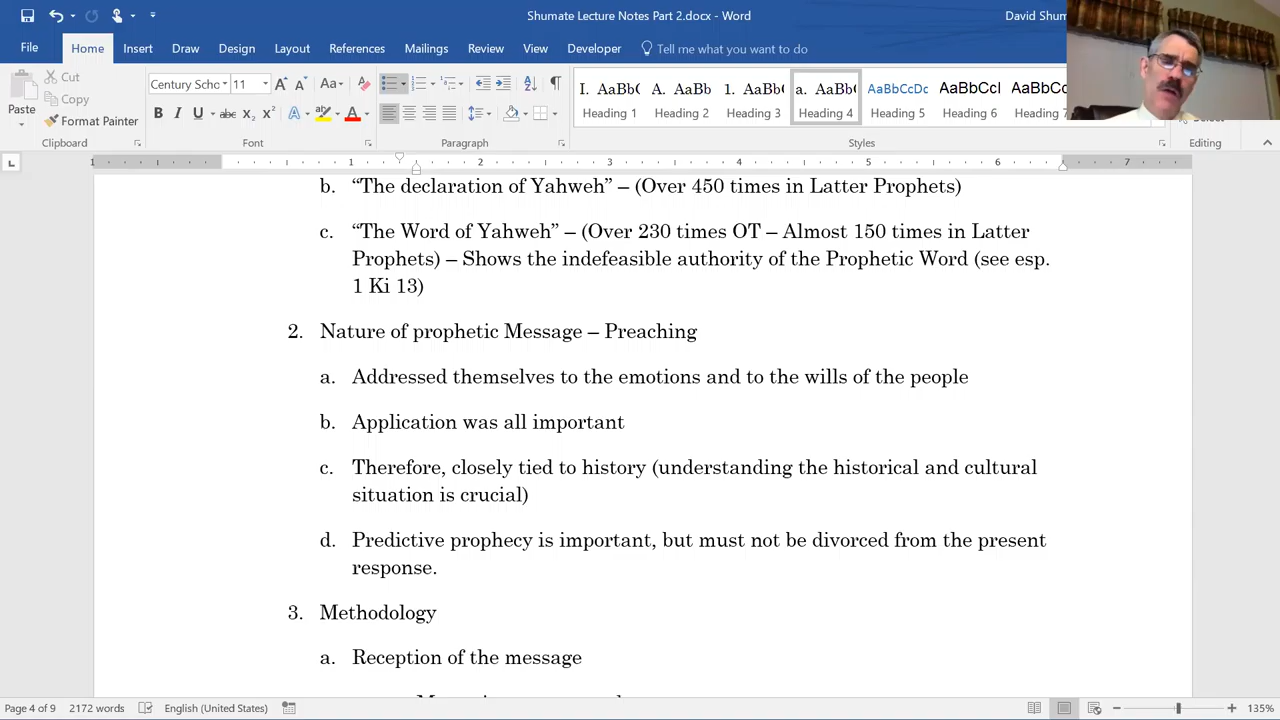 Shumate Lecture Notes Part 2.docx - Word
David Shum
File Home Insert Draw Design Layout References Mailings Review View Developer Tell me what you want to do
Cut
Copy
Format Painter
Paste
Century Scho 11
AaBbCcDc
Heading 1 Heading 2 Heading 3 Heading 4 Heading 5 Heading 6 Heading 7
Clipboard Font Paragraph Styles Editing
1 1 2 3 4 5 6 7
b. “The declaration of Yahweh” – (Over 450 times in Latter Prophets)
c. “The Word of Yahweh” – (Over 230 times OT – Almost 150 times in Latter
Prophets) – Shows the indefeasible authority of the Prophetic Word (see esp.
1 Ki 13)
2. Nature of prophetic Message – Preaching
a. Addressed themselves to the emotions and to the wills of the people
b. Application was all important
c. Therefore, closely tied to history (understanding the historical and cultural
situation is crucial)
d. Predictive prophecy is important, but must not be divorced from the present
response.
3. Methodology
a. Reception of the message
Page 4 of 9 2172 words English (United States) 135%